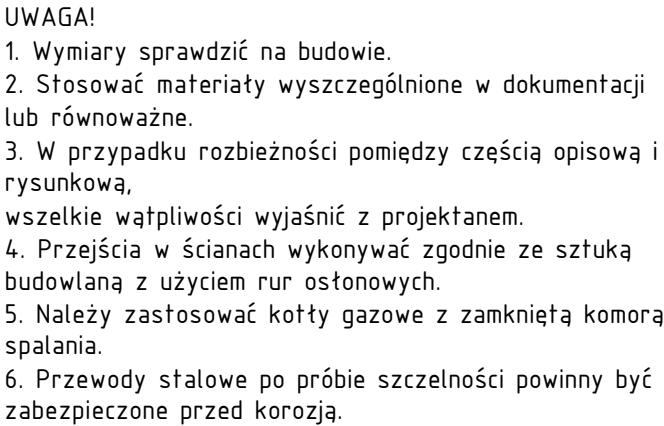 UWAGA!
1. Wymiary sprawdzić na budowie.
2. Stosować materiały wyszczególnione w dokumentacji
lub równoważne.
3. W przypadku rozbieżności pomiędzy częścią opisową i
rysunkową,
wszelkie wątpliwości wyjaśnić z projektanem.
4. Przejścia w ścianach wykonywać zgodnie ze sztuką
budowlaną z użyciem rur osłonowych.
5. Należy zastosować kotły gazowe z zamkniętą komorą
spalania.
6. Przewody stalowe po próbie szczelności powinny być
zabezpieczone przed korozją.